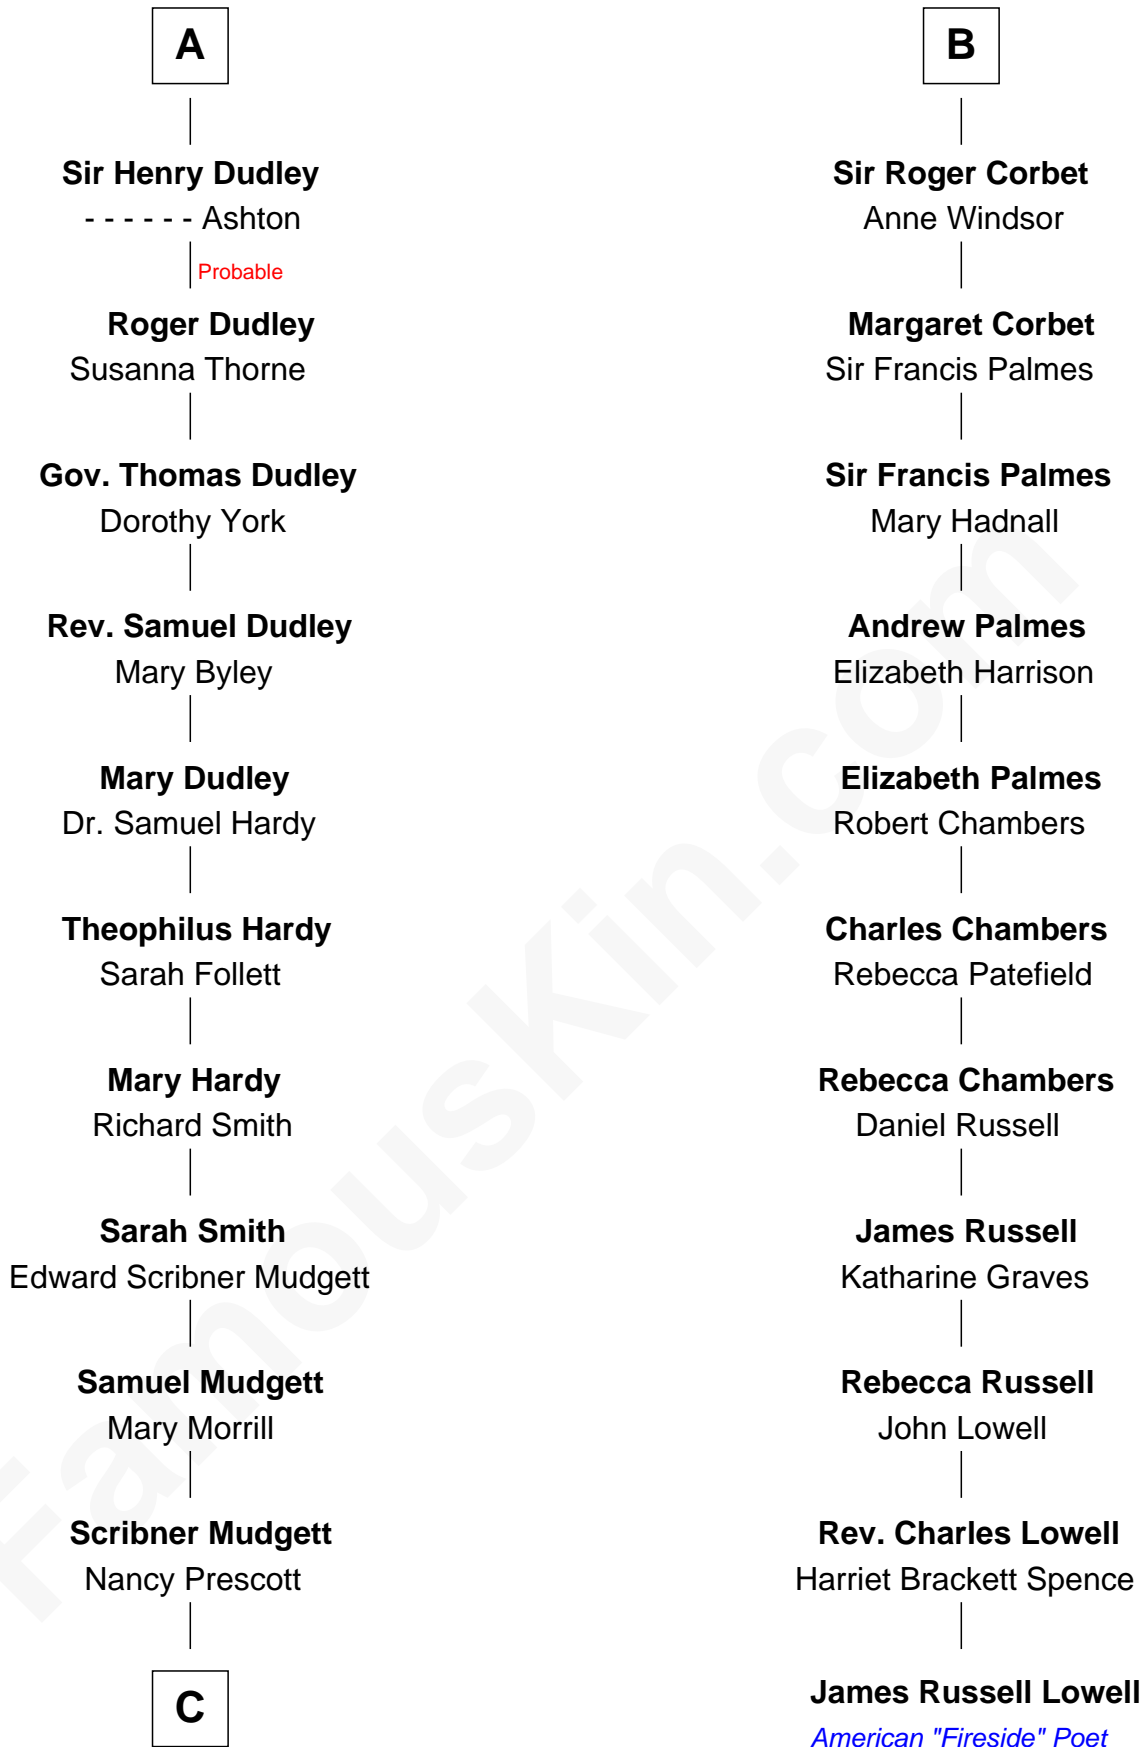 A
Sir Henry Dudley
- - - - - - Ashton
Probable
Roger Dudley
Susanna Thorne
Gov. Thomas Dudley
Dorothy York
Rev. Samuel Dudley
Mary Byley
Mary Dudley
Dr. Samuel Hardy
Theophilus Hardy
Sarah Follett
Mary Hardy
Richard Smith
Sarah Smith
Edward Scribner Mudgett
Samuel Mudgett
Mary Morrill
Scribner Mudgett
Nancy Prescott
C
B
Sir Roger Corbet
Anne Windsor
Margaret Corbet
Sir Francis Palmes
Sir Francis Palmes
Mary Hadnall
Andrew Palmes
Elizabeth Harrison
Elizabeth Palmes
Robert Chambers
Charles Chambers
Rebecca Patefield
Rebecca Chambers
Daniel Russell
James Russell
Katharine Graves
Rebecca Russell
John Lowell
Rev. Charles Lowell
Harriet Brackett Spence
James Russell Lowell
American "Fireside" Poet
FamousKin.com